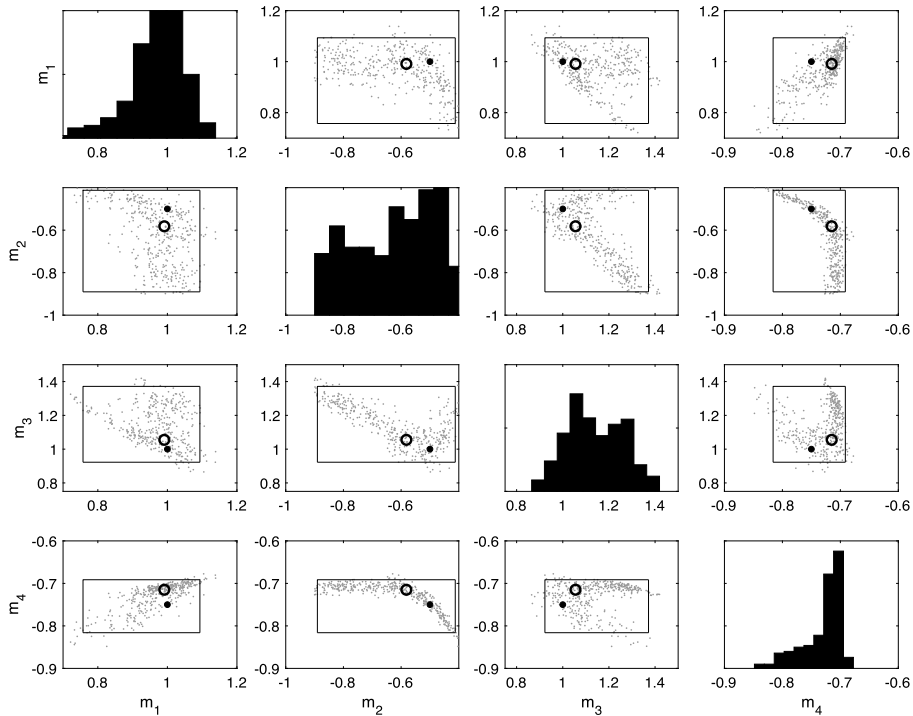 1.2 1.2 1.2
m₁ 1 1 1
0.8 0.8 0.8
0.8 1 1.2 -1 -0.8 -0.6 0.8 1 1.2 1.4 -0.9 -0.8 -0.7 -0.6
m₂ -0.6 -0.6 -0.6
-0.8 -0.8 -0.8
-1 -1 -1
0.8 1 1.2 -1 -0.8 -0.6 0.8 1 1.2 1.4 -0.9 -0.8 -0.7 -0.6
1.4 1.4 1.4
m₃ 1.2 1.2 1.2
1 1 1
0.8 0.8 0.8
0.8 1 1.2 -1 -0.8 -0.6 0.8 1 1.2 1.4 -0.9 -0.8 -0.7 -0.6
-0.6 -0.6 -0.6
m₄ -0.7 -0.7 -0.7
-0.8 -0.8 -0.8
-0.9 -0.9 -0.9
0.8 1 1.2 -1 -0.8 -0.6 0.8 1 1.2 1.4 -0.9 -0.8 -0.7 -0.6
m₁ m₂ m₃ m₄